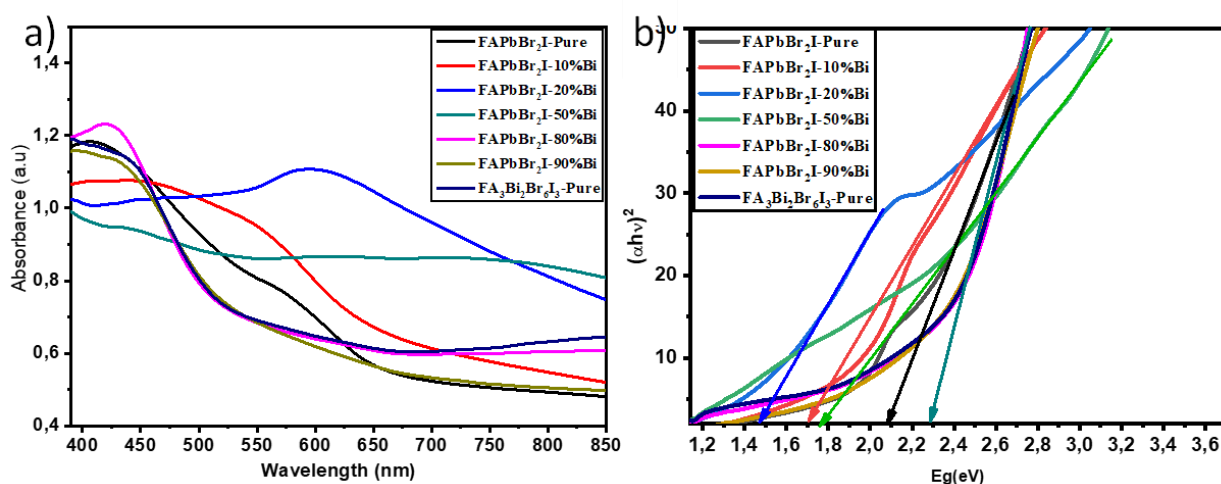 a)
1,4
1,2
1,0
0,8
0,6
0,4
Absorbance (a.u)
400 450 500 550 600 650 700 750 800 850
Wavelength (nm)
FAPbBr₂I-Pure
FAPbBr₂I-10%Bi
FAPbBr₂I-20%Bi
FAPbBr₂I-50%Bi
FAPbBr₂I-80%Bi
FAPbBr₂I-90%Bi
FA₃Bi₂Br₆I₃-Pure
b)
50
40
30
20
10
(αhν)²
1,2 1,4 1,6 1,8 2,0 2,2 2,4 2,6 2,8 3,0 3,2 3,4 3,6
Eg(eV)
FAPbBr₂I-Pure
FAPbBr₂I-10%Bi
FAPbBr₂I-20%Bi
FAPbBr₂I-50%Bi
FAPbBr₂I-80%Bi
FAPbBr₂I-90%Bi
FA₃Bi₂Br₆I₃-Pure